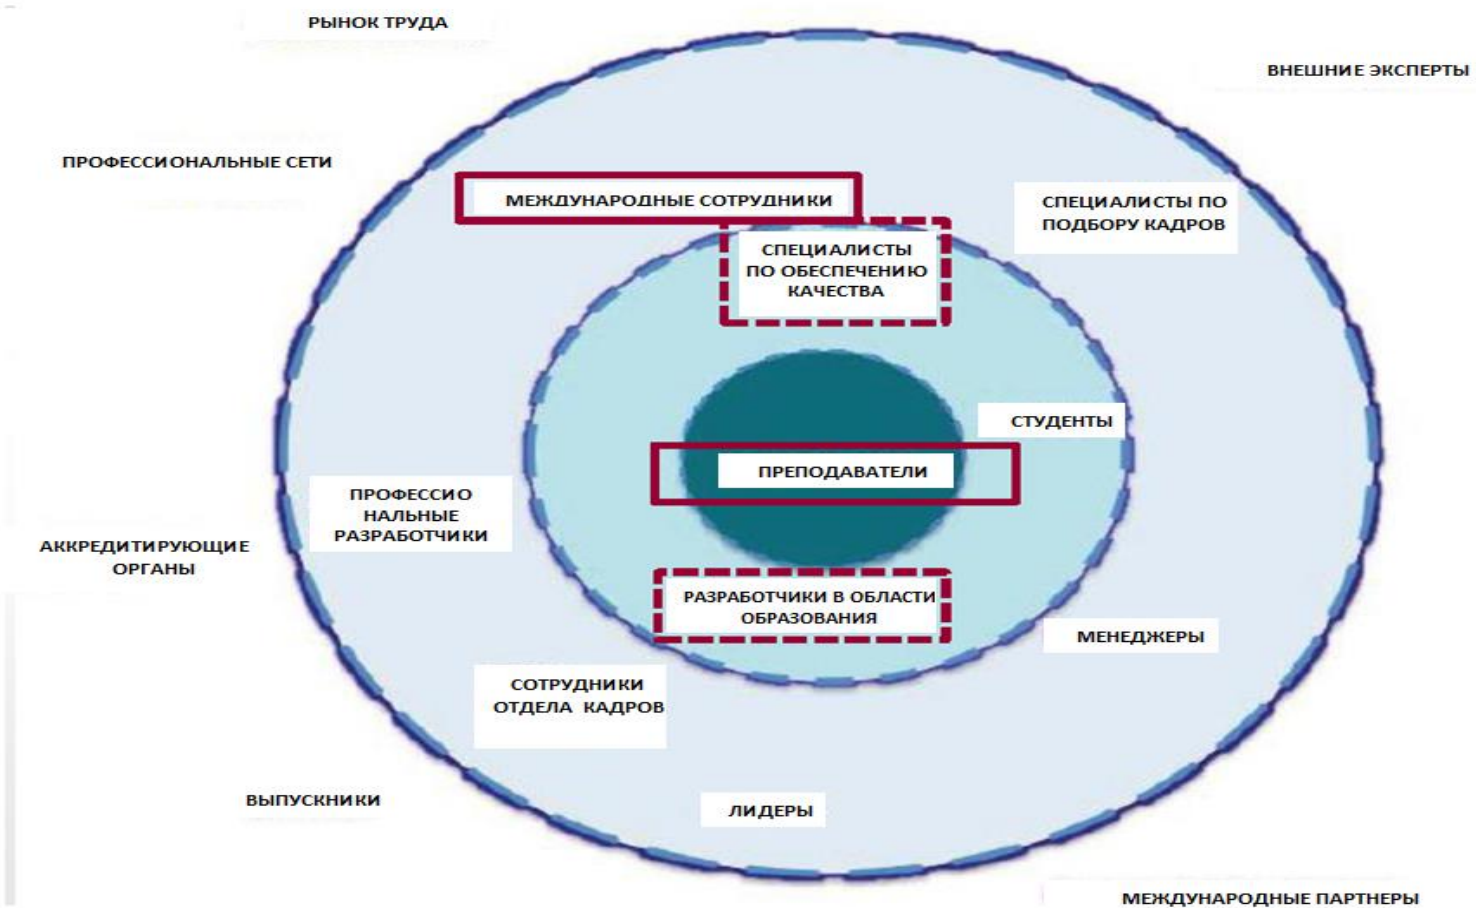 РЫНОК ТРУДА
ВНЕШНИЕ ЭКСПЕРТЫ
ПРОФЕССИОНАЛЬНЫЕ СЕТИ
МЕЖДУНАРОДНЫЕ СОТРУДНИКИ
СПЕЦИАЛИСТЫ ПО
ПОДБОРУ КАДРОВ
СПЕЦИАЛИСТЫ
ПО ОБЕСПЕЧЕНИЮ
КАЧЕСТВА
СТУДЕНТЫ
ПРЕПОДАВАТЕЛИ
ПРОФЕССИО
НАЛЬНЫЕ
РАЗРАБОТЧИКИ
АККРЕДИТИРУЮЩИЕ
ОРГАНЫ
РАЗРАБОТЧИКИ В ОБЛАСТИ
ОБРАЗОВАНИЯ
МЕНЕДЖЕРЫ
СОТРУДНИКИ
ОТДЕЛА КАДРОВ
ВЫПУСКНИКИ
ЛИДЕРЫ
МЕЖДУНАРОДНЫЕ ПАРТНЕРЫ